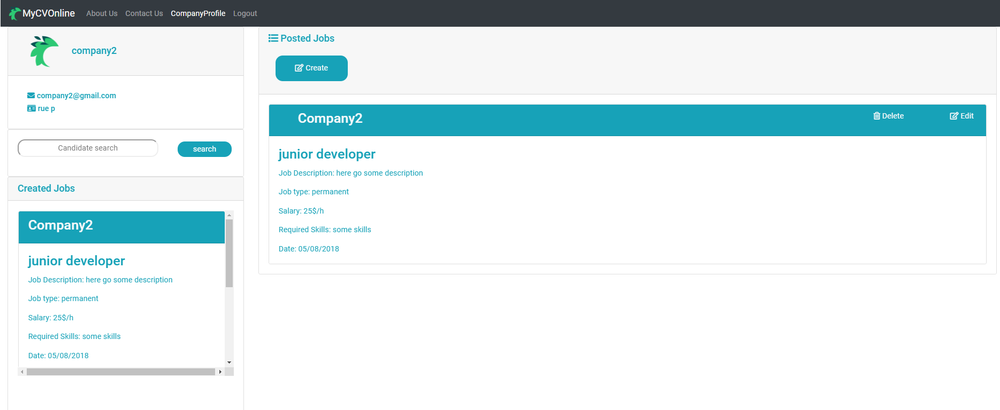 MyCVOnline About Us Contact Us CompanyProfile Logout
company2
company2@gmail.com
rue p
Candidate search search
Created Jobs
Company2
junior developer
Job Description: here go some description
Job type: permanent
Salary: 25$/h
Required Skills: some skills
Date: 05/08/2018
Posted Jobs
Create
Company2 Delete Edit
junior developer
Job Description: here go some description
Job type: permanent
Salary: 25$/h
Required Skills: some skills
Date: 05/08/2018